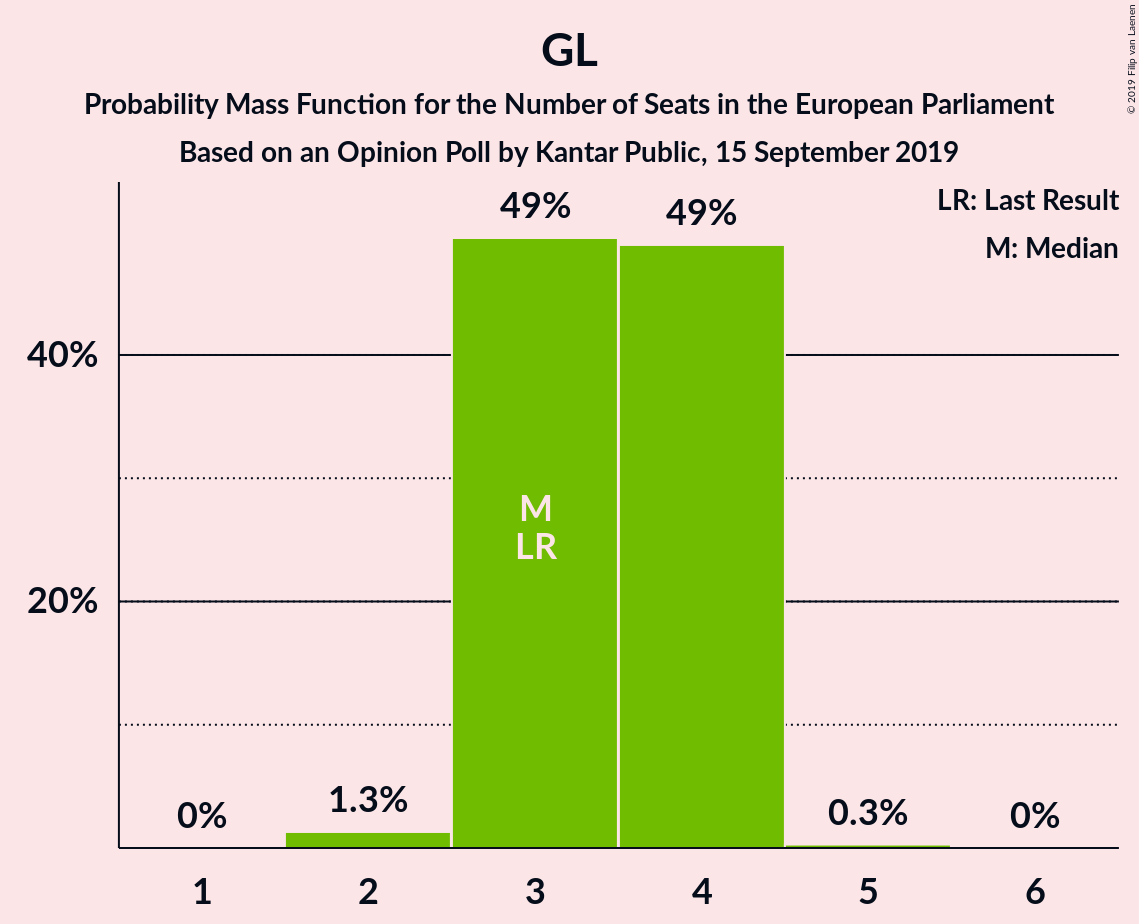 GL
Probability Mass Function for the Number of Seats in the European Parliament
Based on an Opinion Poll by Kantar Public, 15 September 2019
© 2019 Filip van Laenen
LR: Last Result
M: Median
49%
49%
40%
M
LR
20%
0%
1.3%
0.3%
0%
1
2
3
4
5
6